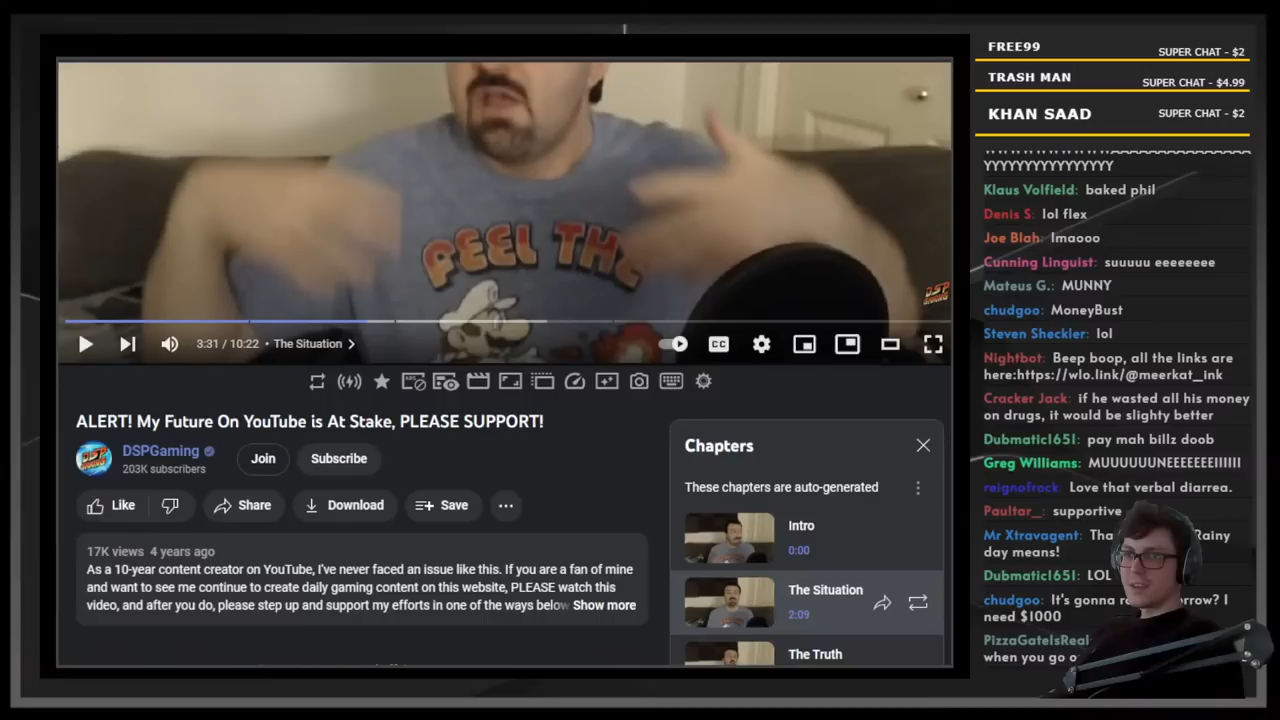 FEEL THE
DSP
GAMING
3:31 / 10:22 • The Situation
CC
ALERT! My Future On YouTube is At Stake, PLEASE SUPPORT!
DSPGaming
203K subscribers
Join
Subscribe
Like
Share
Download
Save
17K views 4 years ago
As a 10-year content creator on YouTube, I've never faced an issue like this. If you are a fan of mine
and want to see me continue to create daily gaming content on this website, PLEASE watch this
video, and after you do, please step up and support my efforts in one of the ways below Show more
Chapters
These chapters are auto-generated
Intro
0:00
The Situation
2:09
The Truth
FREE99
SUPER CHAT - $2
TRASH MAN
SUPER CHAT - $4.99
KHAN SAAD
SUPER CHAT - $2
YYYYYYYYYYYYYYY
Klaus Volfield: baked phil
Denis S: lol flex
Joe Blah: lmaooo
Cunning Linguist: suuuuu eeeeeeee
Mateus G.: MUNNY
chudgoo: MoneyBust
Steven Sheckler: lol
Nightbot: Beep boop, all the links are
here:https://wlo.link/@meerkat_ink
Cracker Jack: if he wasted all his money
on drugs, it would be slighty better
Dubmatic1651: pay mah billz doob
Greg Williams: MUUUUUNEEEEEEIIIIII
reignofrock: Love that verbal diarrea.
Paultar_: supportive
Mr Xtravagent: Rainy
day means!
Dubmatic1651: LOL
chudgoo: It's gonna I
need $1000
when you go